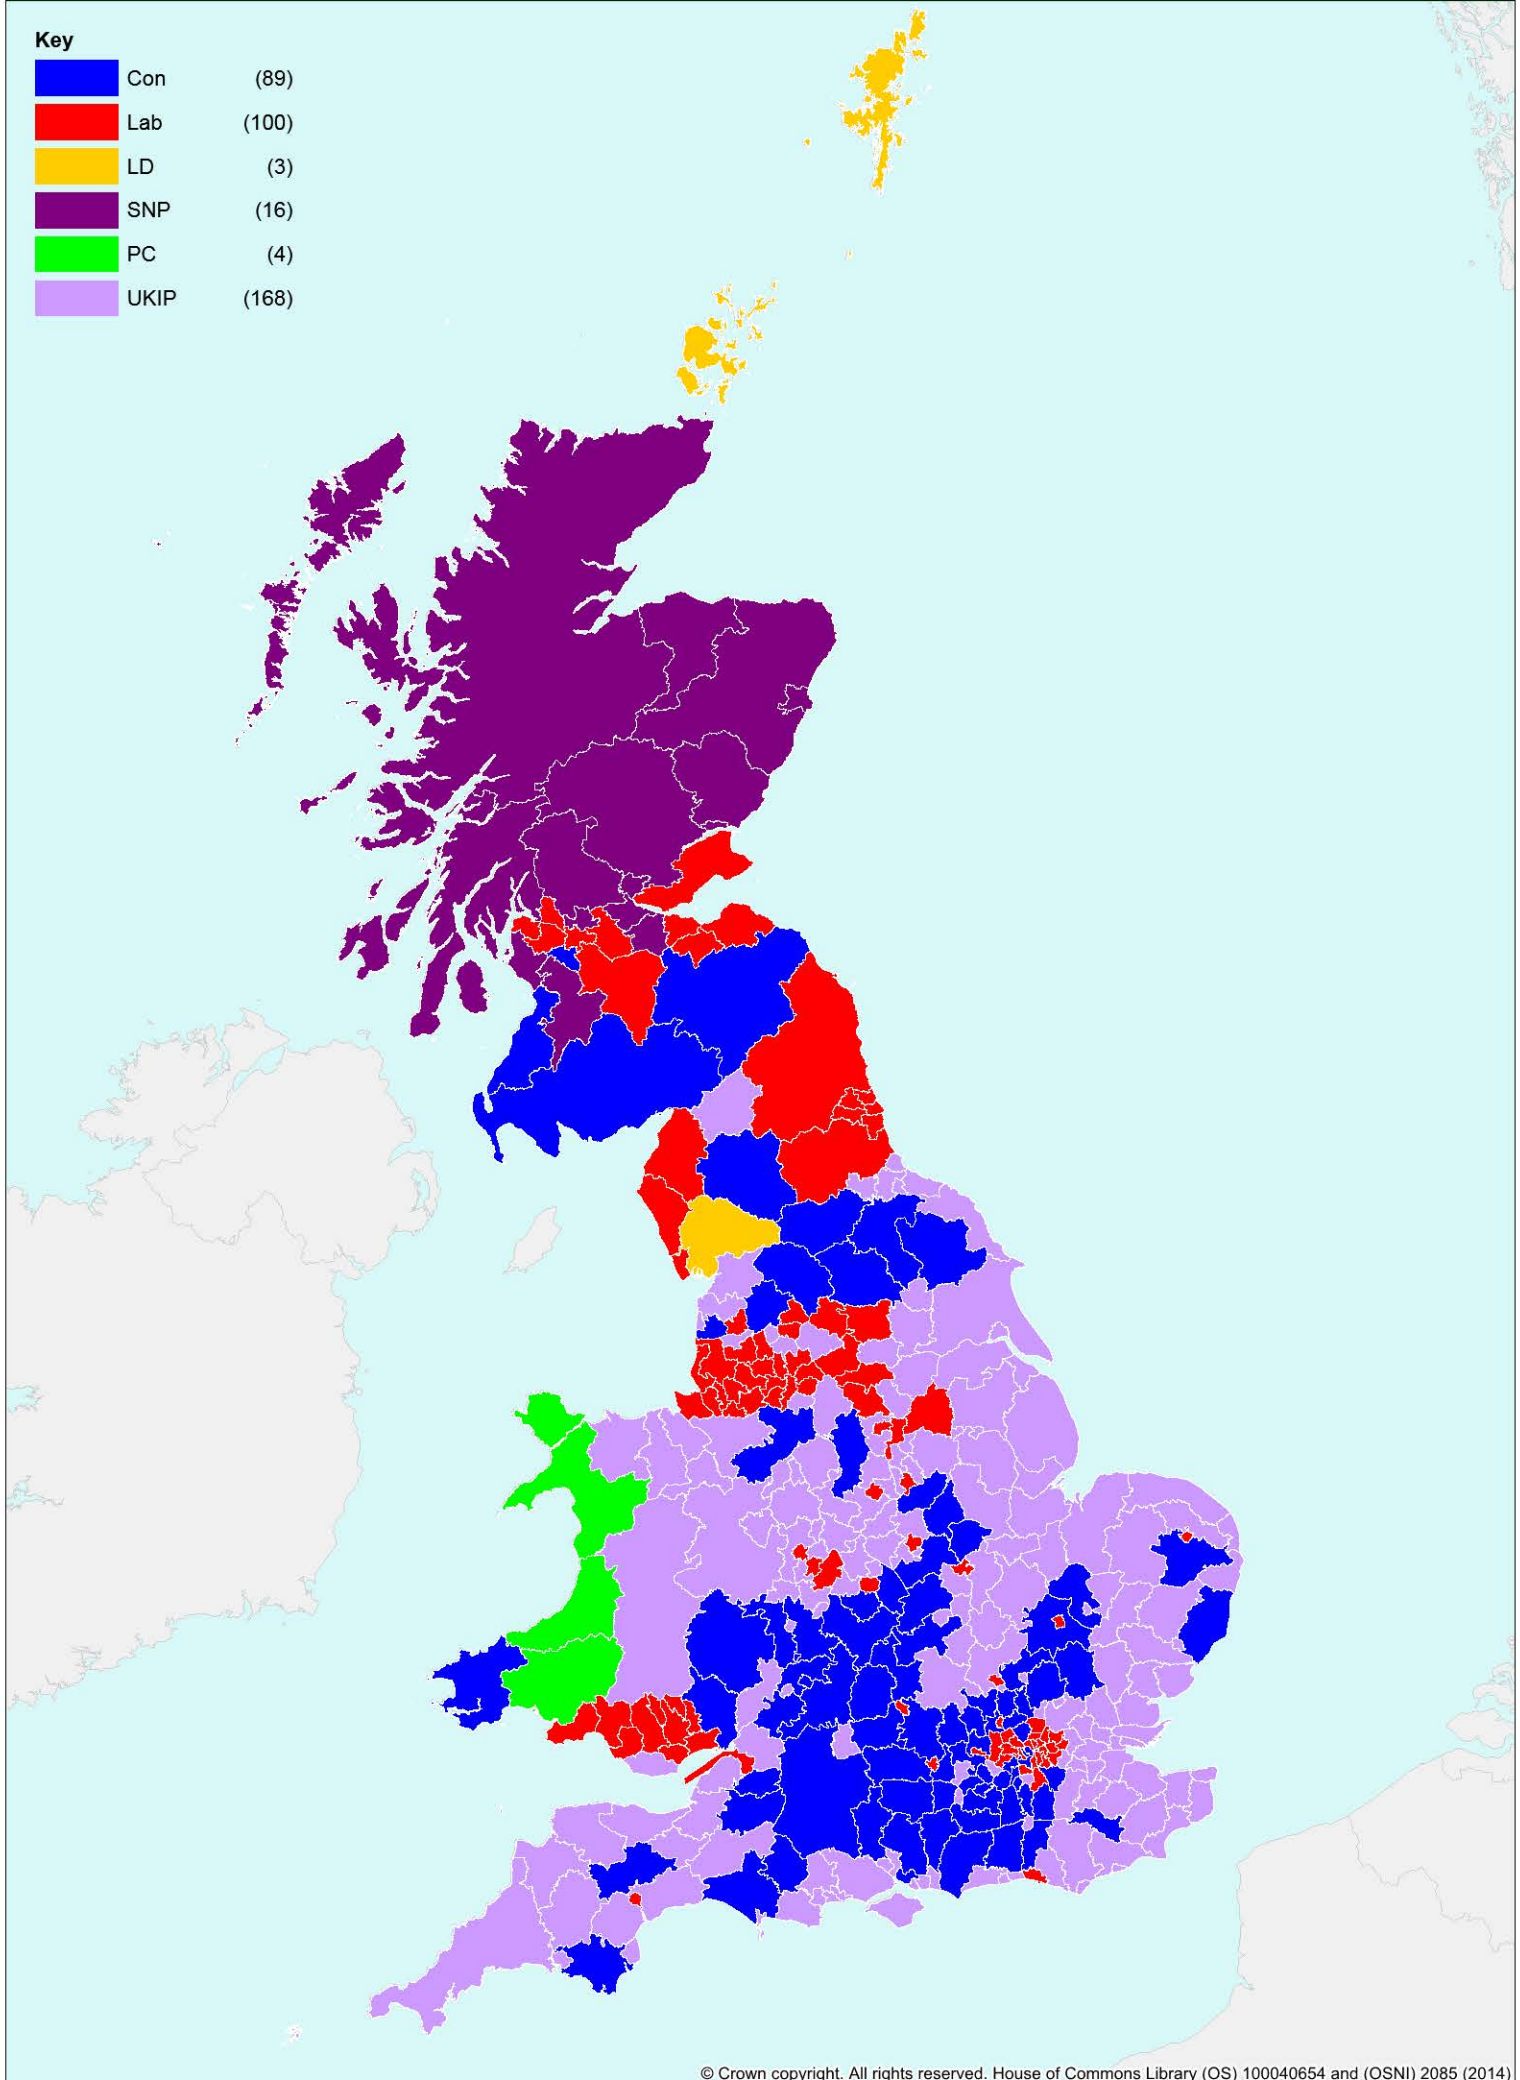 Key
Con (89)
Lab (100)
LD (3)
SNP (16)
PC (4)
UKIP (168)
© Crown copyright. All rights reserved. House of Commons Library (OS) 100040654 and (OSNI) 2085 (2014)